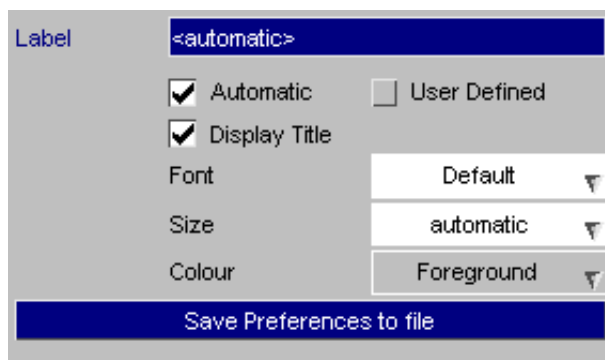 Label <automatic>
Automatic User Defined
Display Title
Font Default
Size automatic
Colour Foreground
Save Preferences to file